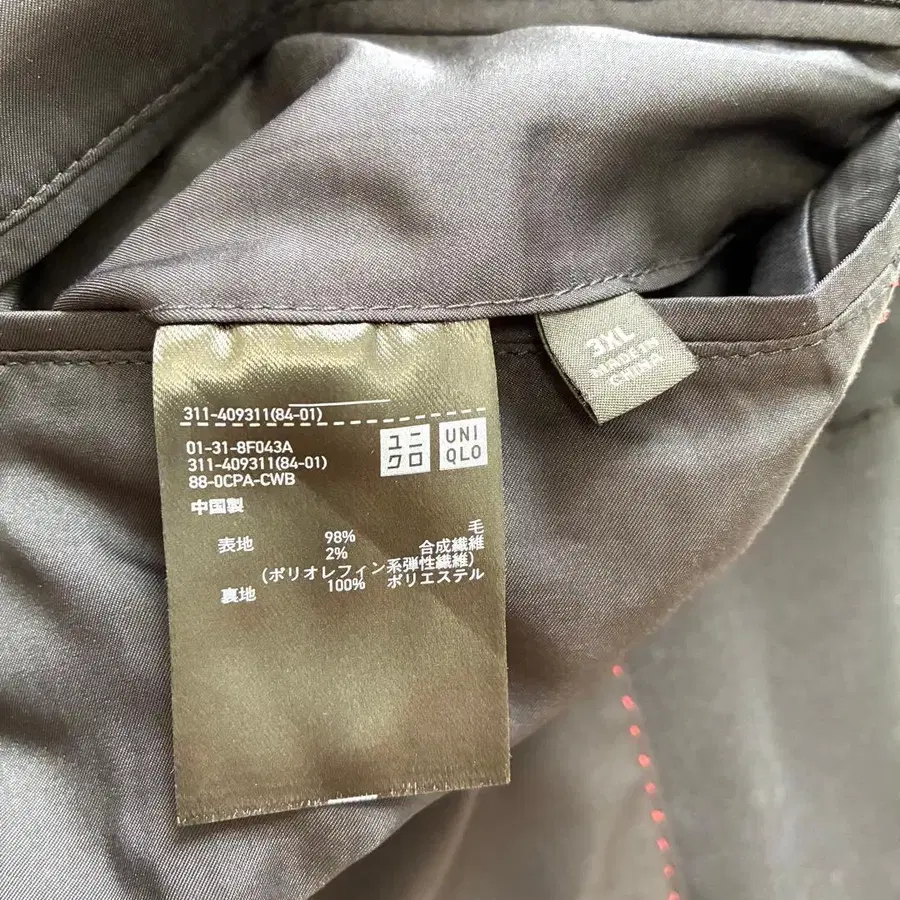 3XL
MADE IN
CHINA
311-409311(84-01)
01-31-8F043A
311-409311(84-01)
88-0CPA-CWB
ユニ
クロ
UNI
QLO
中国製
表地 98% 毛
2% 合成繊維
(ポリオレフィン系弾性繊維)
裏地 100% ポリエステル